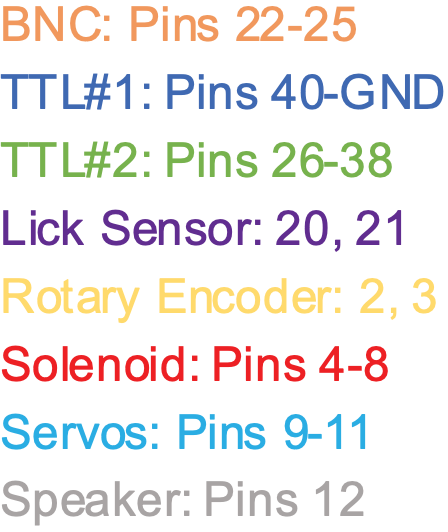 BNC: Pins 22-25
TTL#1: Pins 40-GND
TTL#2: Pins 26-38
Lick Sensor: 20, 21
Rotary Encoder: 2, 3
Solenoid: Pins 4-8
Servos: Pins 9-11
Speaker: Pins 12